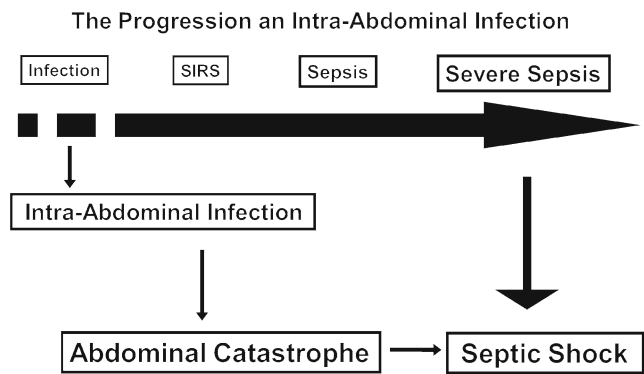 The Progression an Intra-Abdominal Infection
Infection
SIRS
Sepsis
Severe Sepsis
Intra-Abdominal Infection
Abdominal Catastrophe
Septic Shock